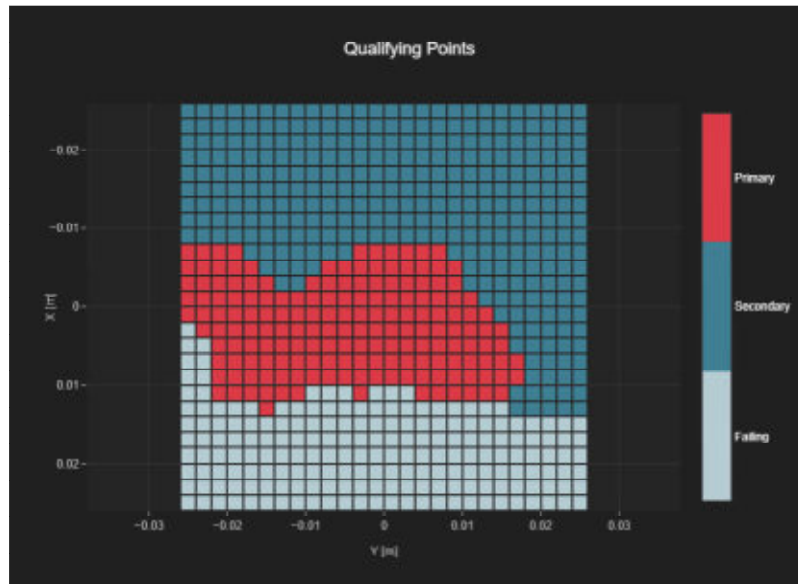 Qualifying Points
−0.02
−0.01
0
0.01
0.02
X [m]
−0.03
−0.02
−0.01
0
0.01
0.02
0.03
Y [m]
Primary
Secondary
Failing